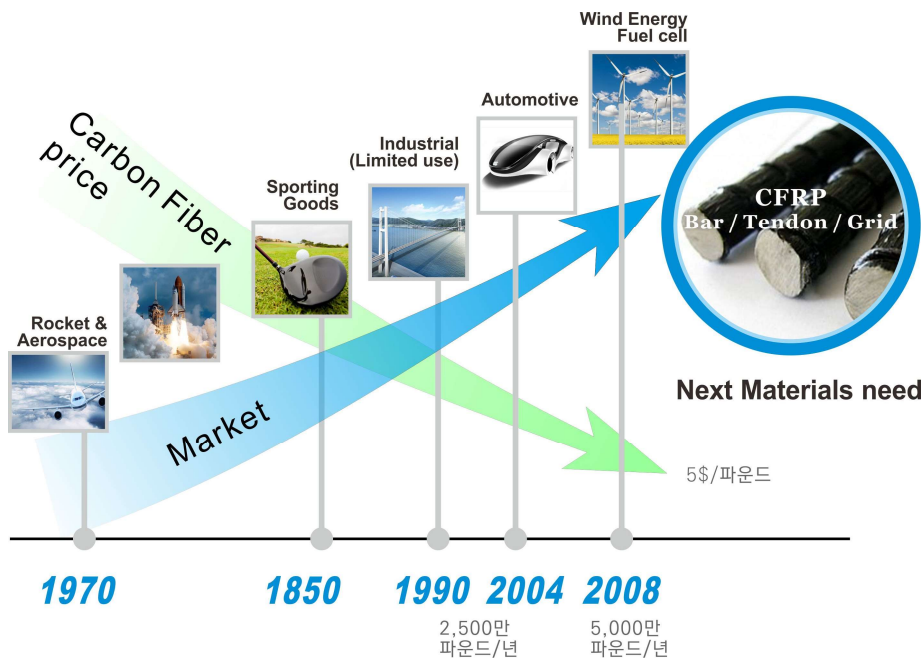 Wind Energy
Fuel cell
Automotive
Industrial
(Limited use)
Sporting
Goods
Rocket &
Aerospace
Carbon Fiber
price
Market
CFRP
Bar / Tendon / Grid
Next Materials need
5$/파운드
1970
1850
1990
2004
2008
2,500만
파운드/년
5,000만
파운드/년